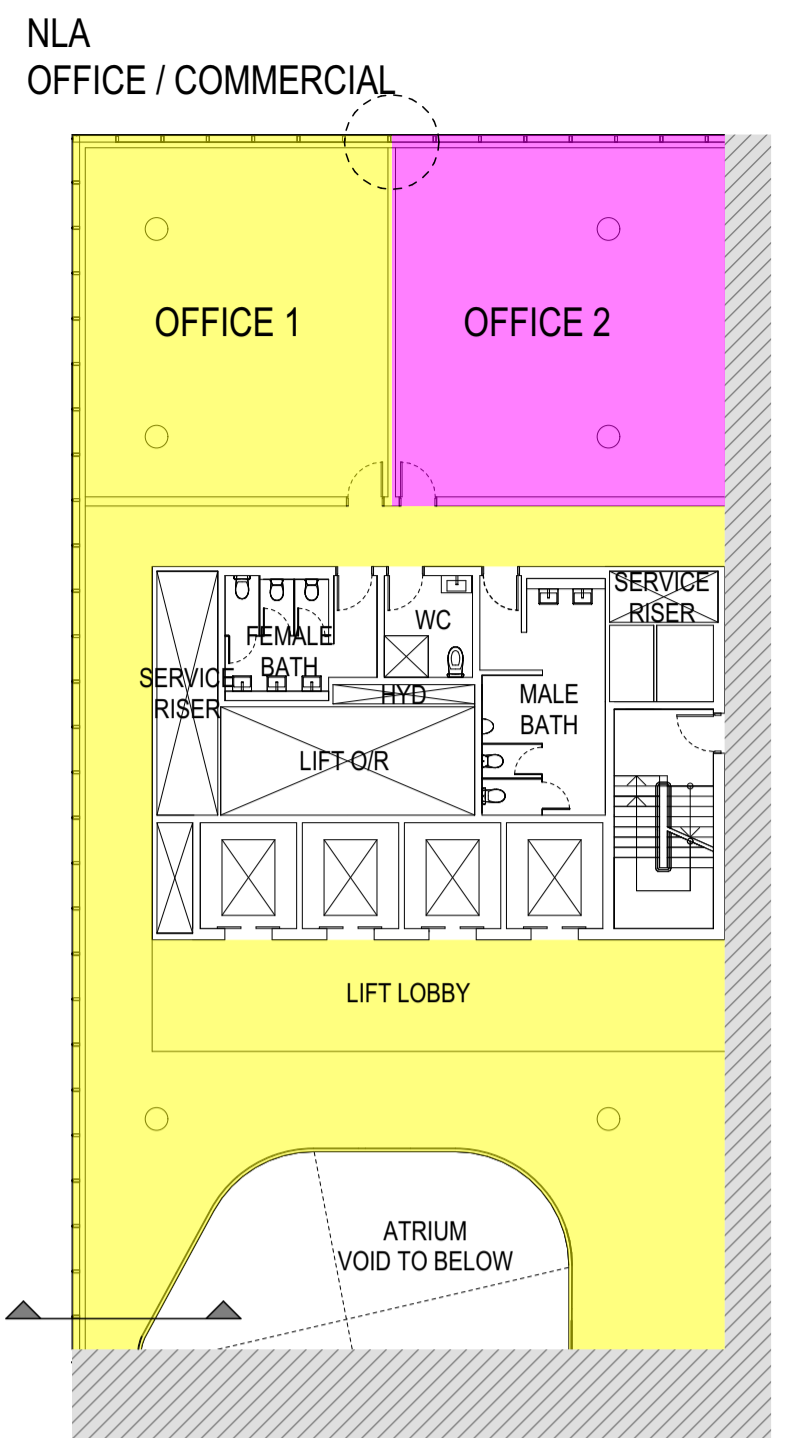 NLA
OFFICE / COMMERCIAL
OFFICE 1
OFFICE 2
SERVICE
RISER
WC
FEMALE
BATH
SERVICE
RISER
HYD
MALE
BATH
LIFT O/R
LIFT LOBBY
ATRIUM
VOID TO BELOW